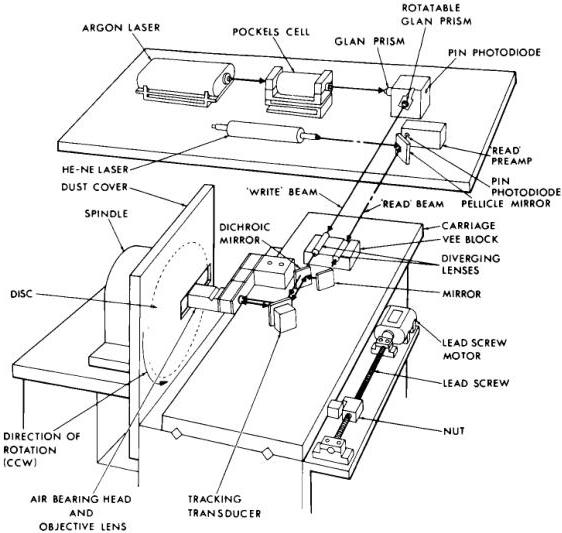 ROTATABLE
GLAN PRISM
ARGON LASER
POCKELS CELL
GLAN PRISM
PIN PHOTODIODE
'READ'
PREAMP
HE-NE LASER
PIN
PHOTODIODE
PELLICLE MIRROR
DUST COVER
'WRITE' BEAM
'READ' BEAM
SPINDLE
DICHROIC
MIRROR
CARRIAGE
VEE BLOCK
DIVERGING
LENSES
DISC
MIRROR
LEAD SCREW
MOTOR
LEAD SCREW
NUT
DIRECTION OF
ROTATION
(CCW)
AIR BEARING HEAD
AND
OBJECTIVE LENS
TRACKING
TRANSDUCER